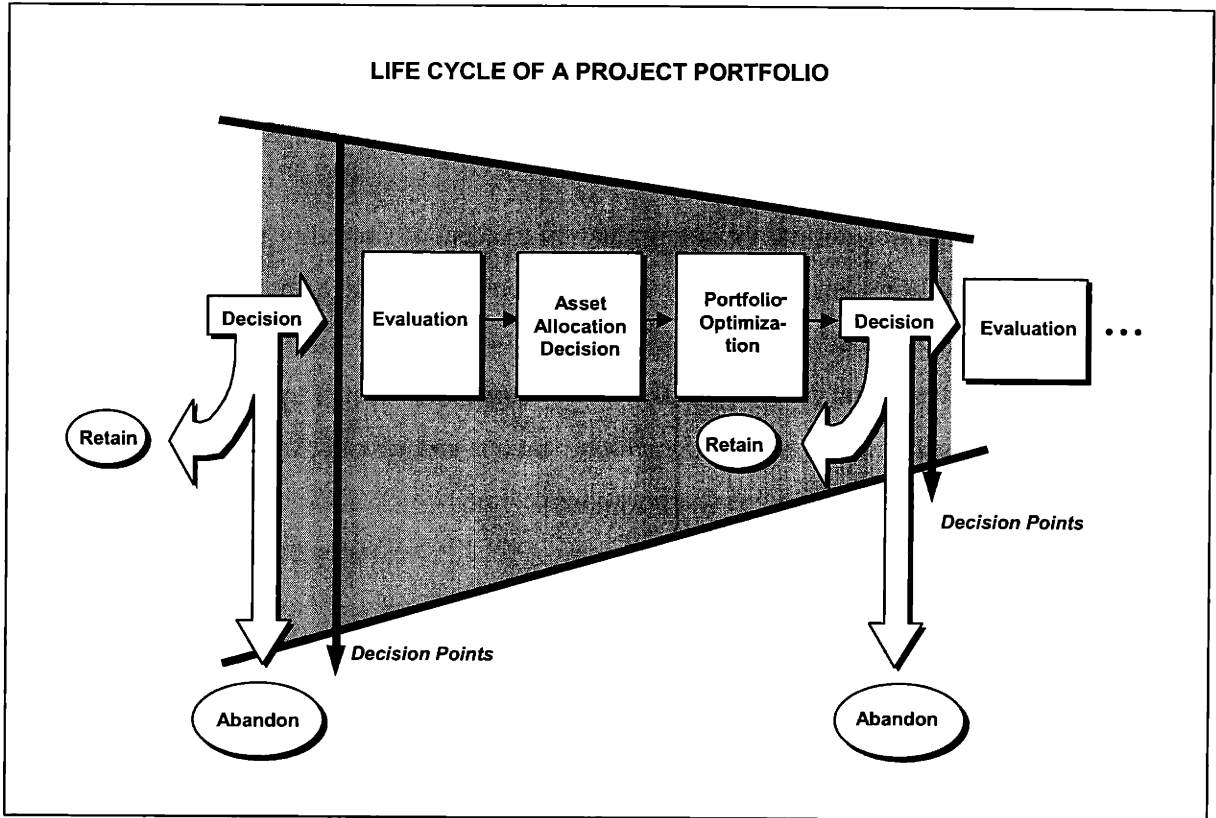 LIFE CYCLE OF A PROJECT PORTFOLIO
Decision
Evaluation
Asset
Allocation
Decision
Portfolio-
Optimiza-
tion
Decision
Evaluation
...
Retain
Retain
Decision Points
Decision Points
Abandon
Abandon